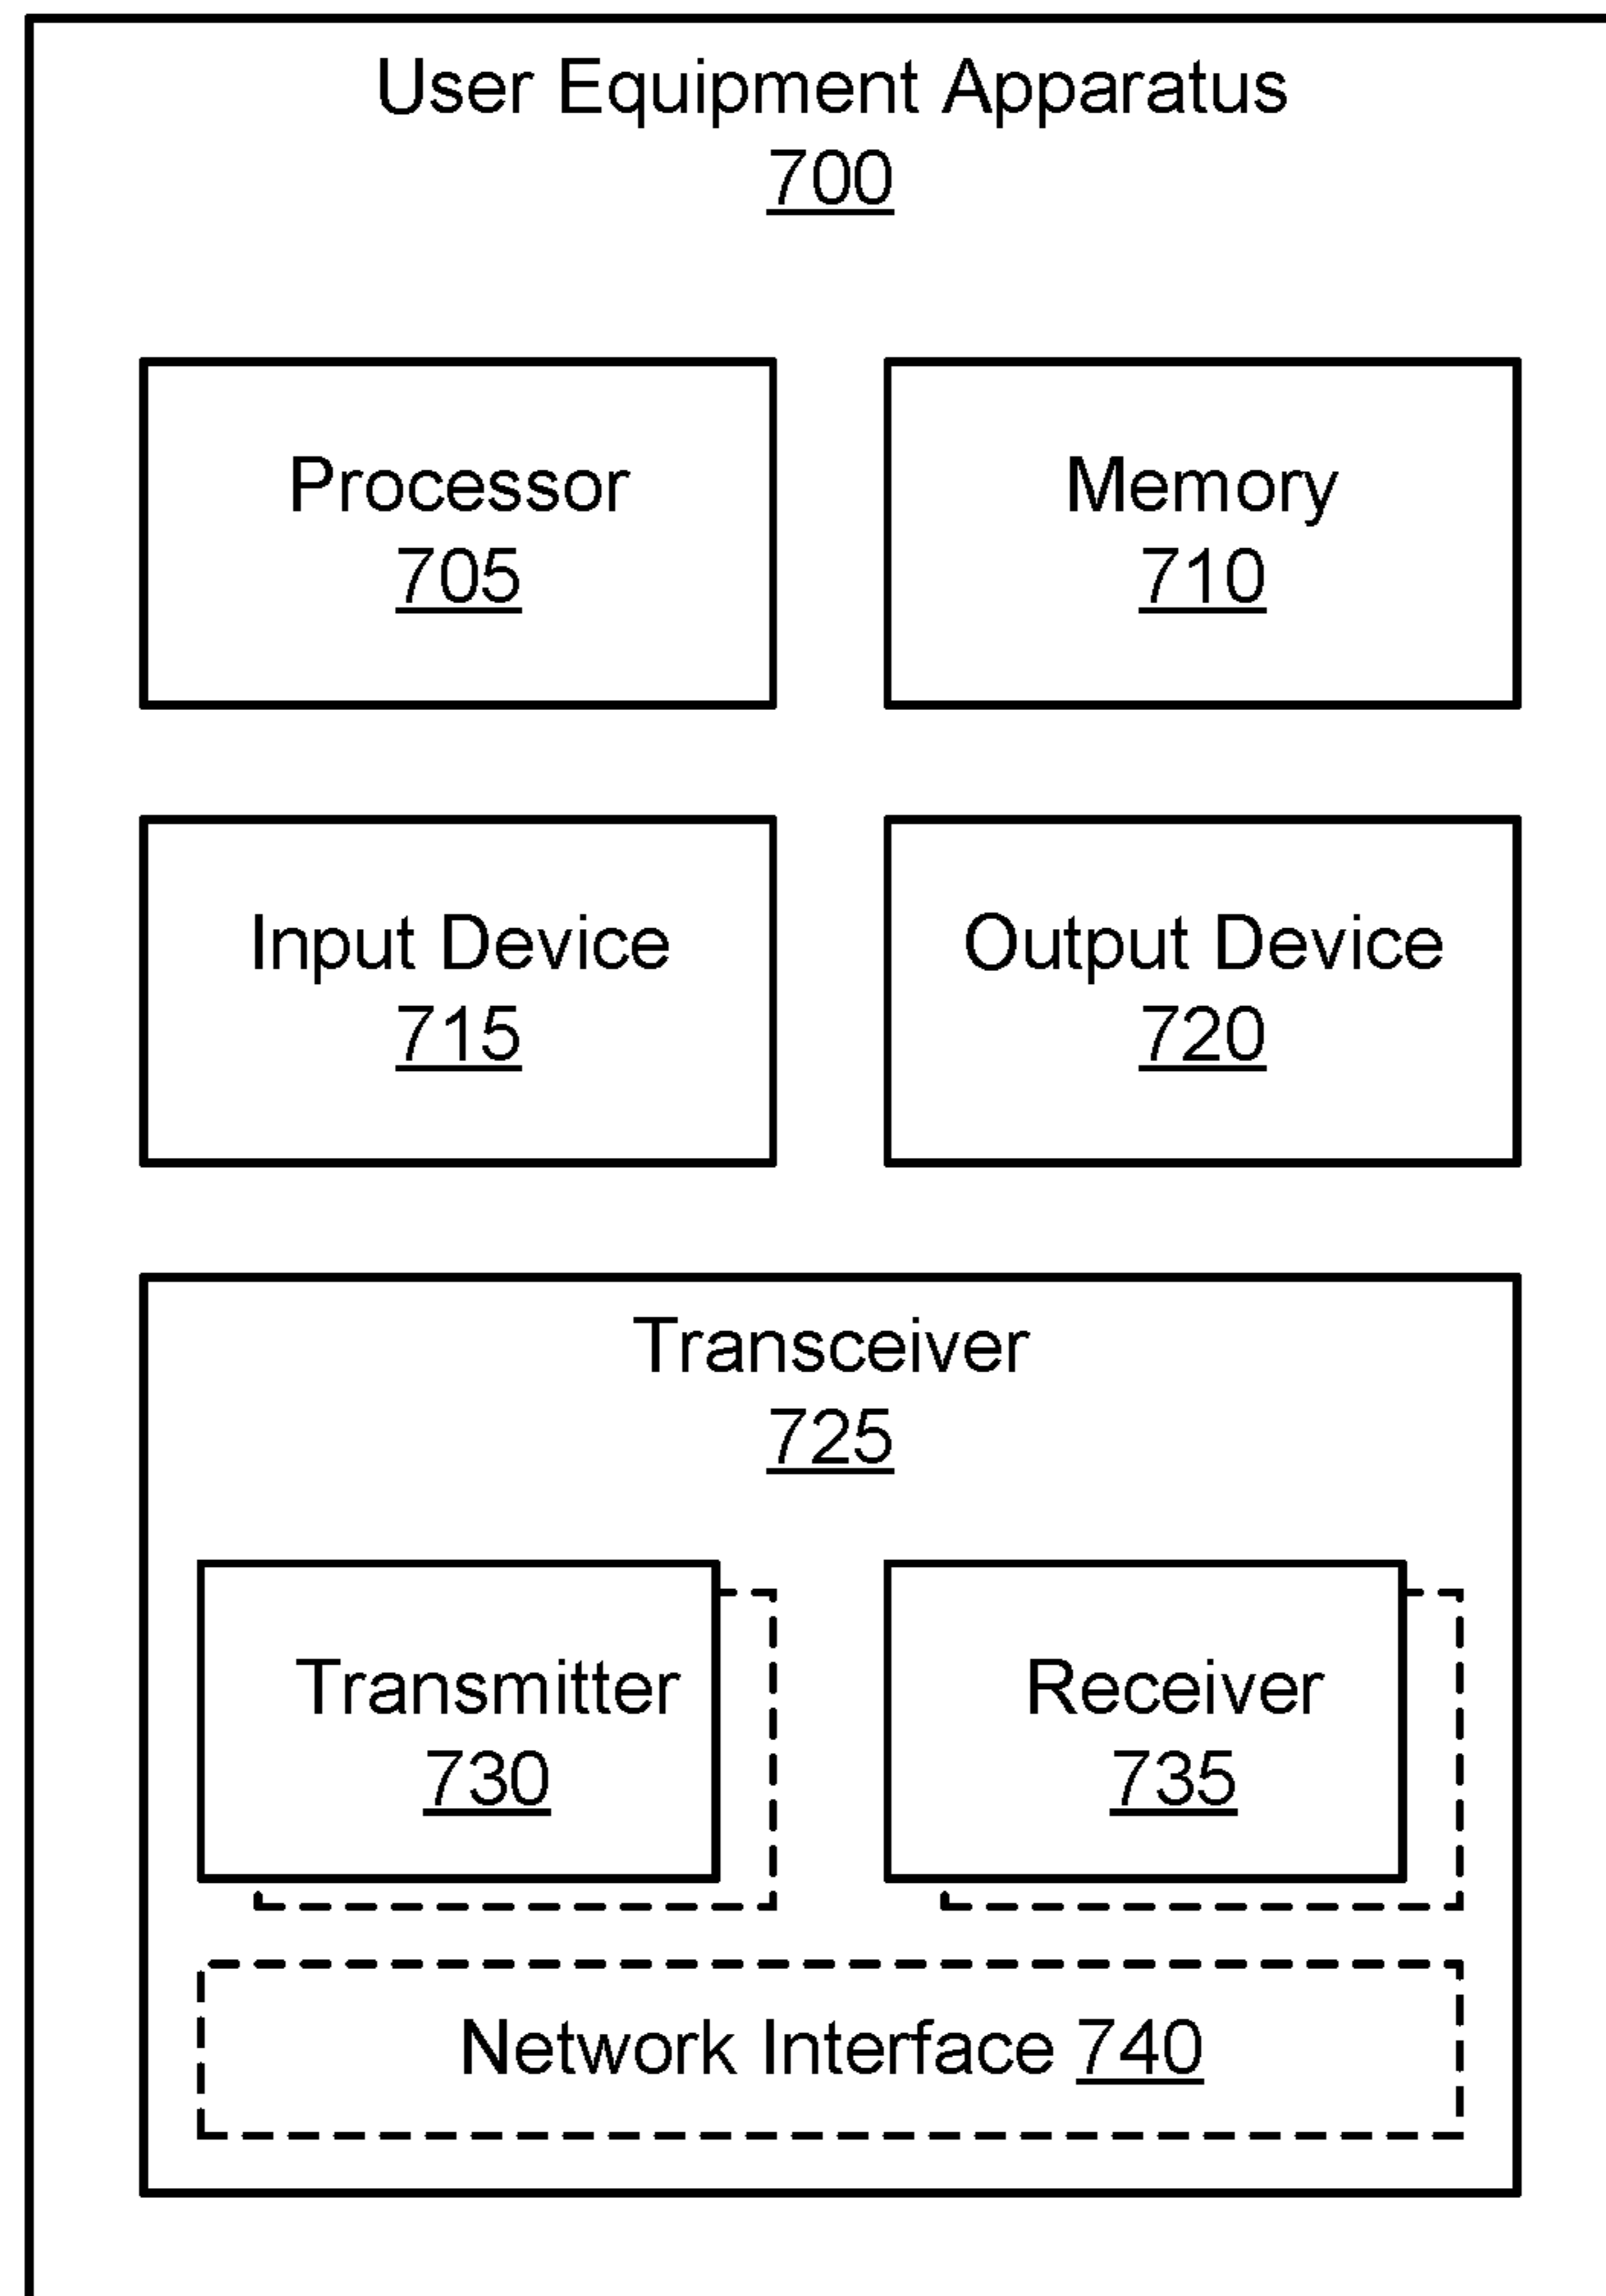 User Equipment Apparatus
700
Processor
705
Memory
710
Input Device
715
Output Device
720
Transceiver
725
Transmitter
730
Receiver
735
Network Interface 740